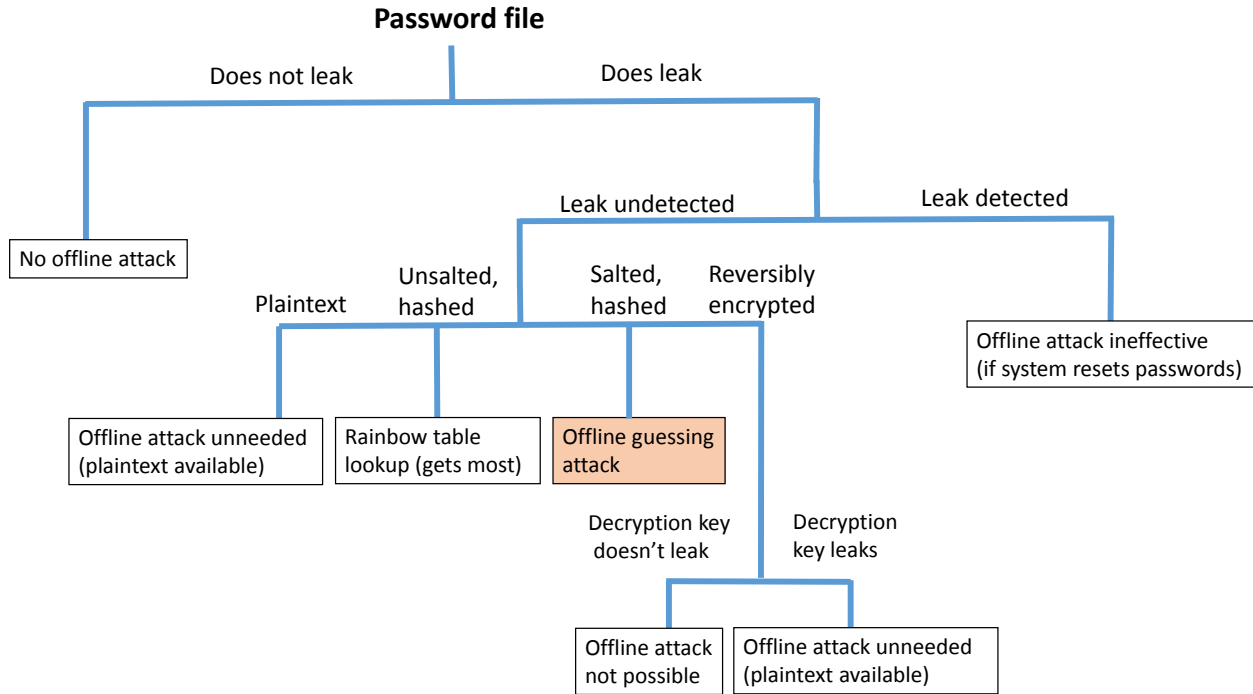 Password file
Does not leak
Does leak
Leak undetected
Leak detected
No offline attack
Plaintext
Unsalted,
hashed
Salted,
hashed
Reversibly
encrypted
Offline attack ineffective
(if system resets passwords)
Offline attack unneeded
(plaintext available)
Rainbow table
lookup (gets most)
Offline guessing
attack
Decryption key
doesn’t leak
Decryption
key leaks
Offline attack
not possible
Offline attack unneeded
(plaintext available)